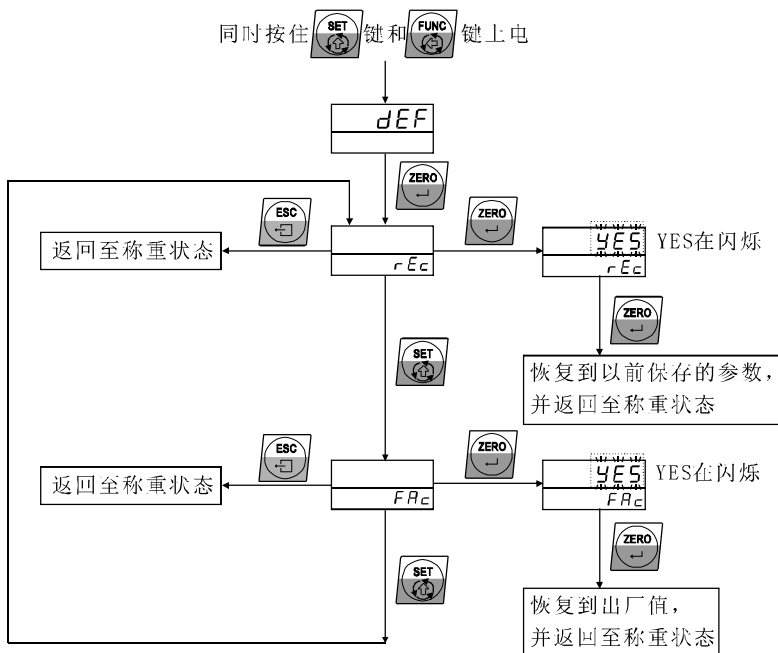 同时按住 SET 键和 FUNC 键上电
dEF
ZERO
ESC
ZERO
返回至称重状态
rEc
YES
rEc
YES在闪烁
ZERO
SET
恢复到以前保存的参数，
并返回至称重状态
ESC
ZERO
返回至称重状态
FAc
YES
FAc
YES在闪烁
SET
ZERO
恢复到出厂值，
并返回至称重状态